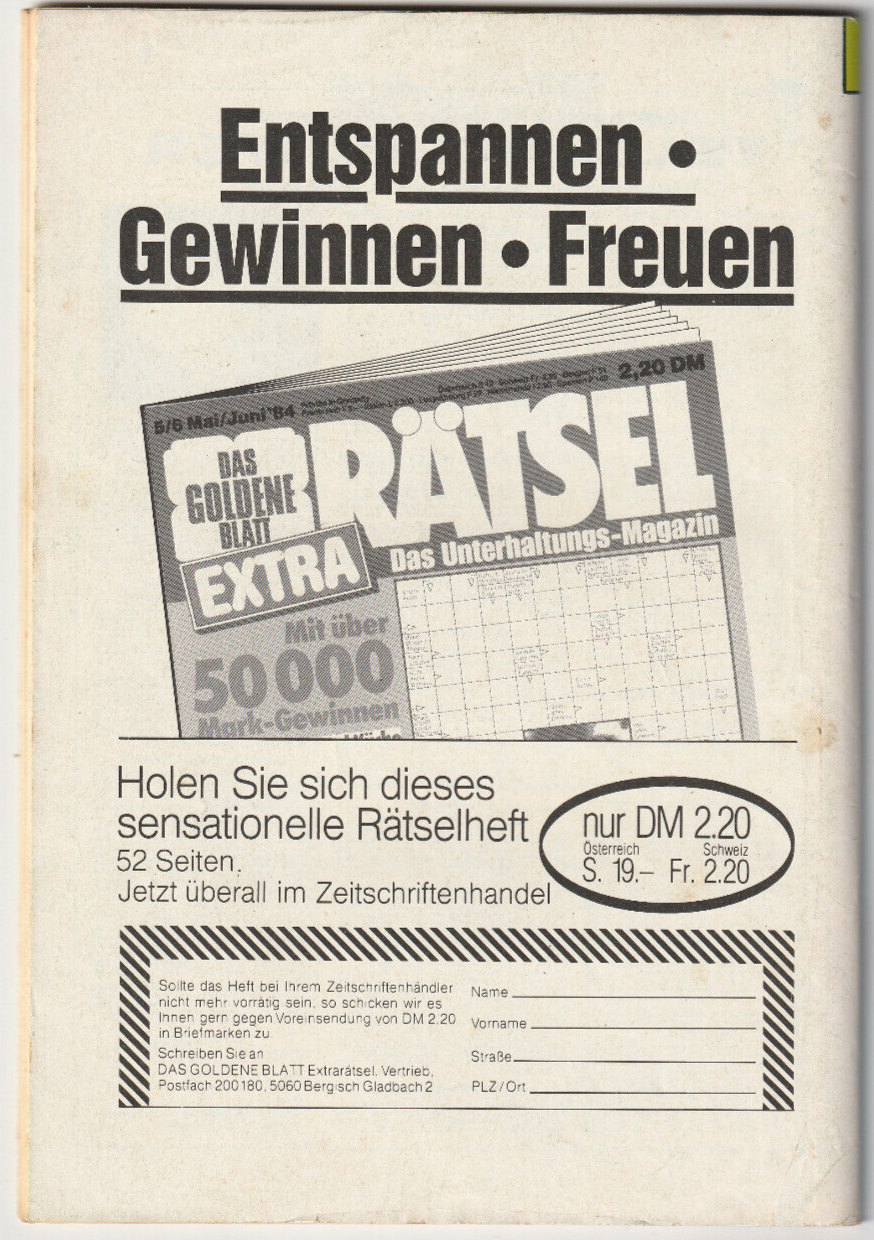 Entspannen •
Gewinnen • Freuen
5/6 Mai/Juni '84
2,20 DM
DAS
GOLDENE
BLATT
RÄTSEL
EXTRA
Das Unterhaltungs-Magazin
Mit über
50 000
Mark-Gewinnen
Holen Sie sich dieses
sensationelle Rätselheft
52 Seiten.
Jetzt überall im Zeitschriftenhandel
nur DM 2.20
Österreich Schweiz
S. 19.– Fr. 2.20
Sollte das Heft bei Ihrem Zeitschriftenhändler
nicht mehr vorrätig sein, so schicken wir es
Ihnen gern gegen Voreinsendung von DM 2.20
in Briefmarken zu.
Schreiben Sie an
DAS GOLDENE BLATT Extrarätsel, Vertrieb,
Postfach 200180, 5060 Bergisch Gladbach 2
Name
Vorname
Straße
PLZ/Ort